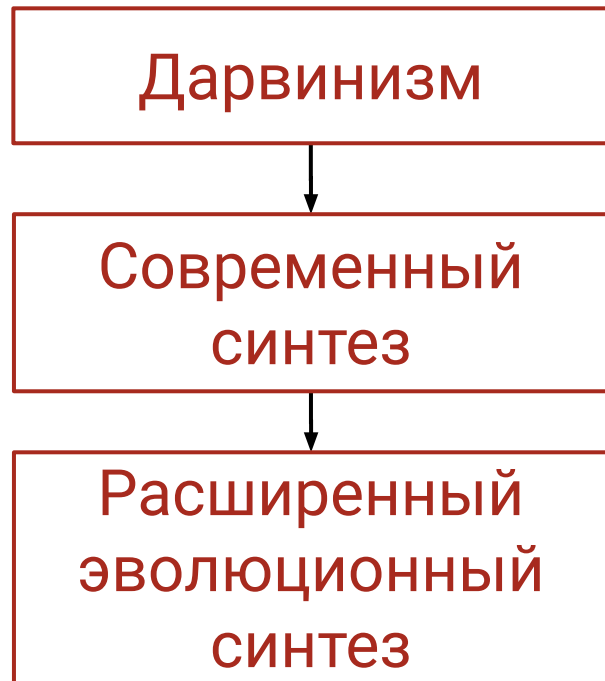 Дарвинизм
Современный
синтез
Расширенный
эволюционный
синтез